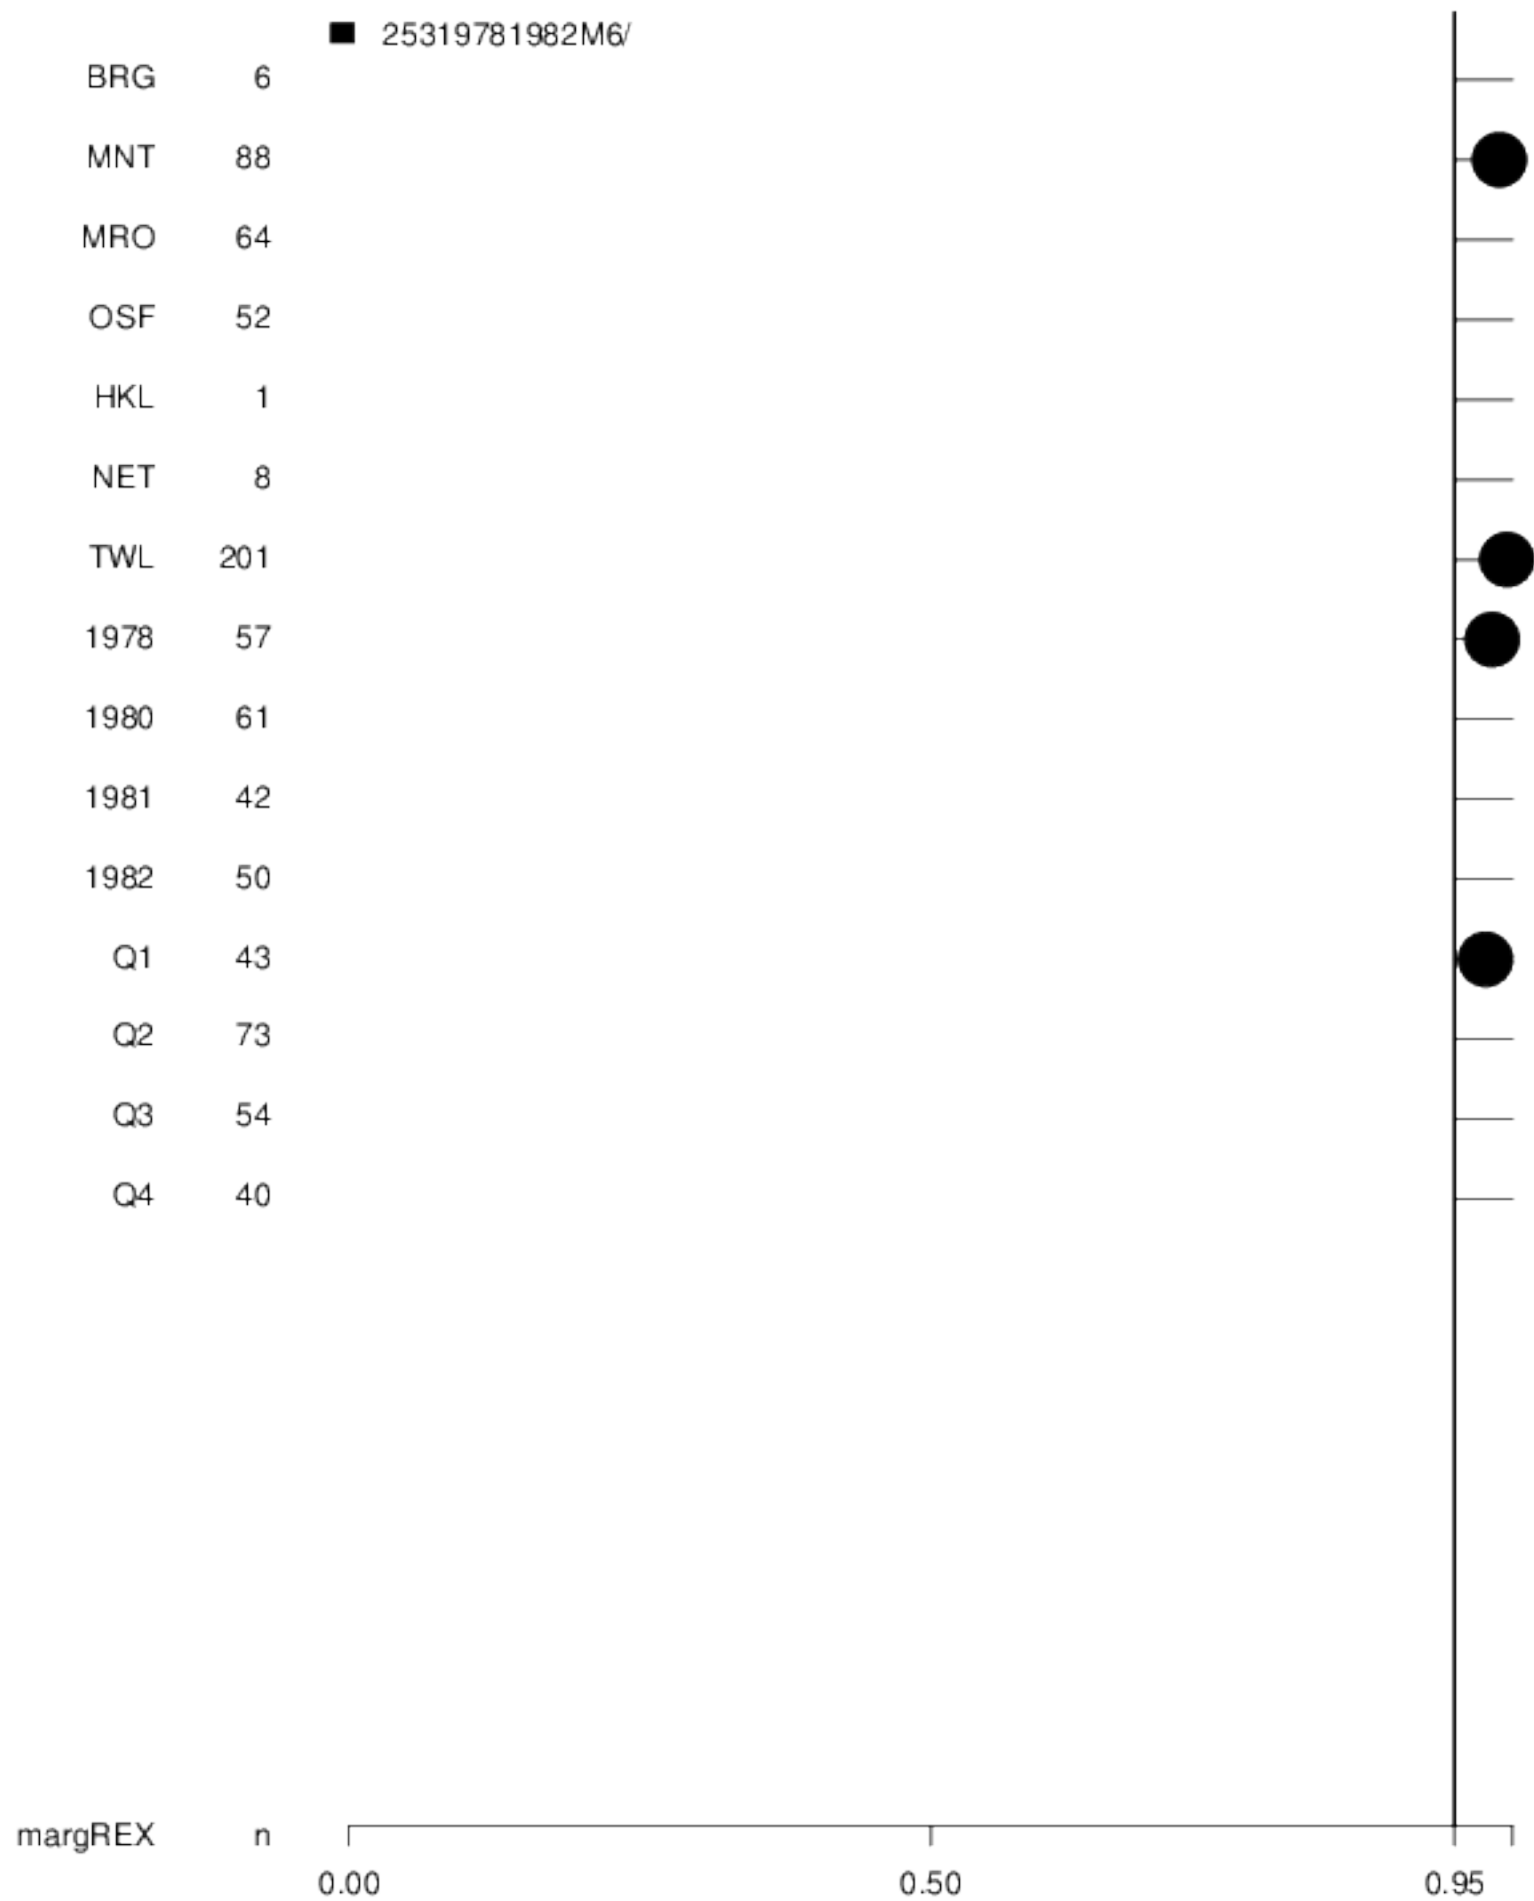 25319781982M6/
BRG 6
MNT 88
MRO 64
OSF 52
HKL 1
NET 8
TWL 201
1978 57
1980 61
1981 42
1982 50
Q1 43
Q2 73
Q3 54
Q4 40
margREX n
0.00 0.50 0.95